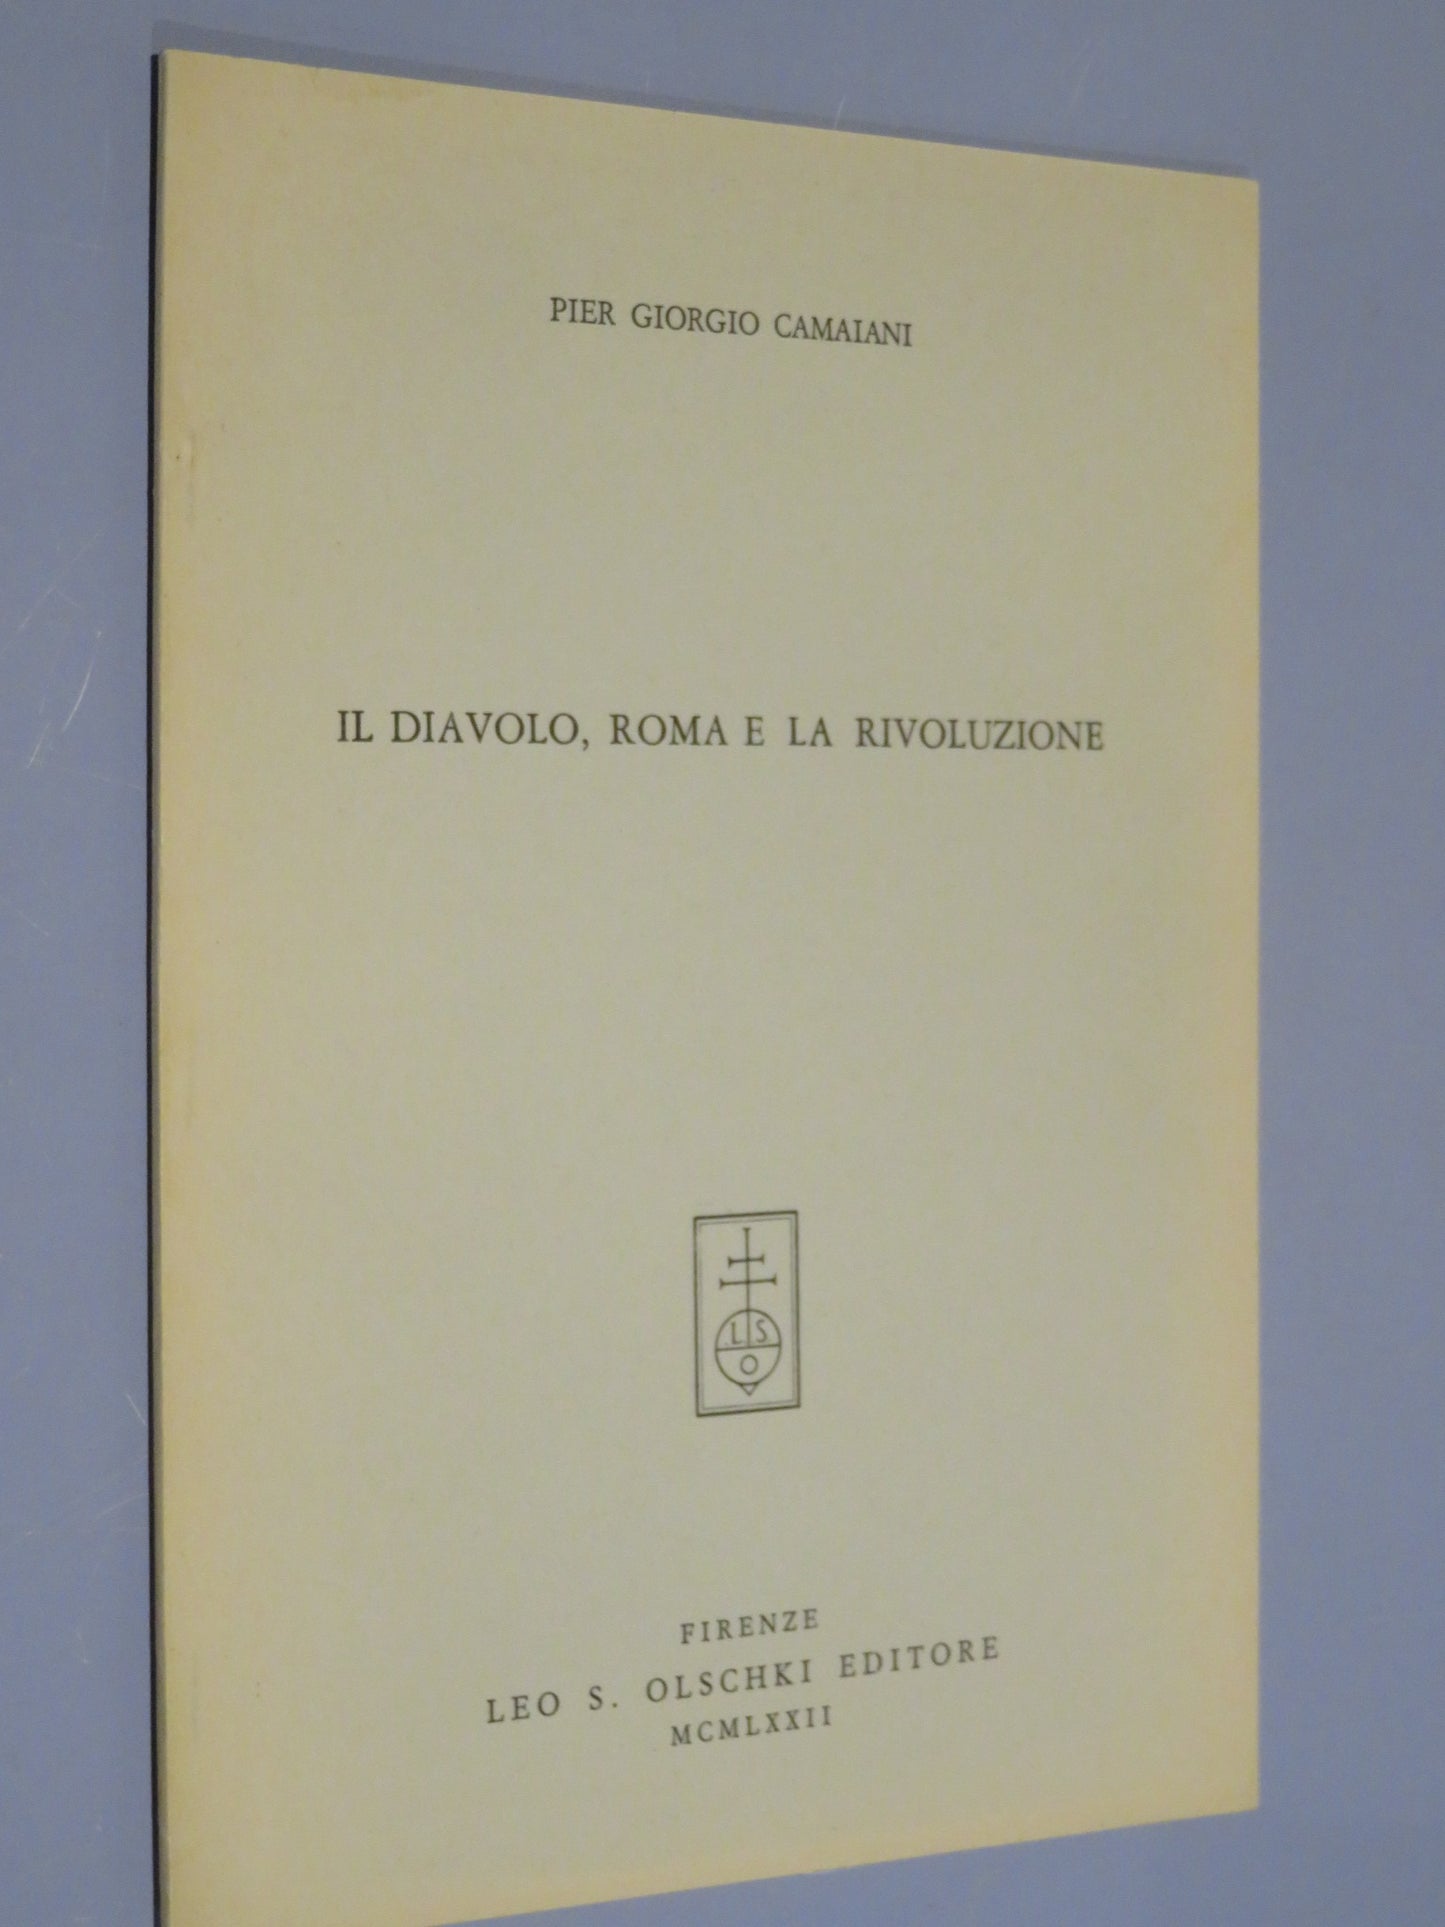 PIER GIORGIO CAMAIANI
IL DIAVOLO, ROMA E LA RIVOLUZIONE
L S
O
FIRENZE
LEO S. OLSCHKI EDITORE
MCMLXXII